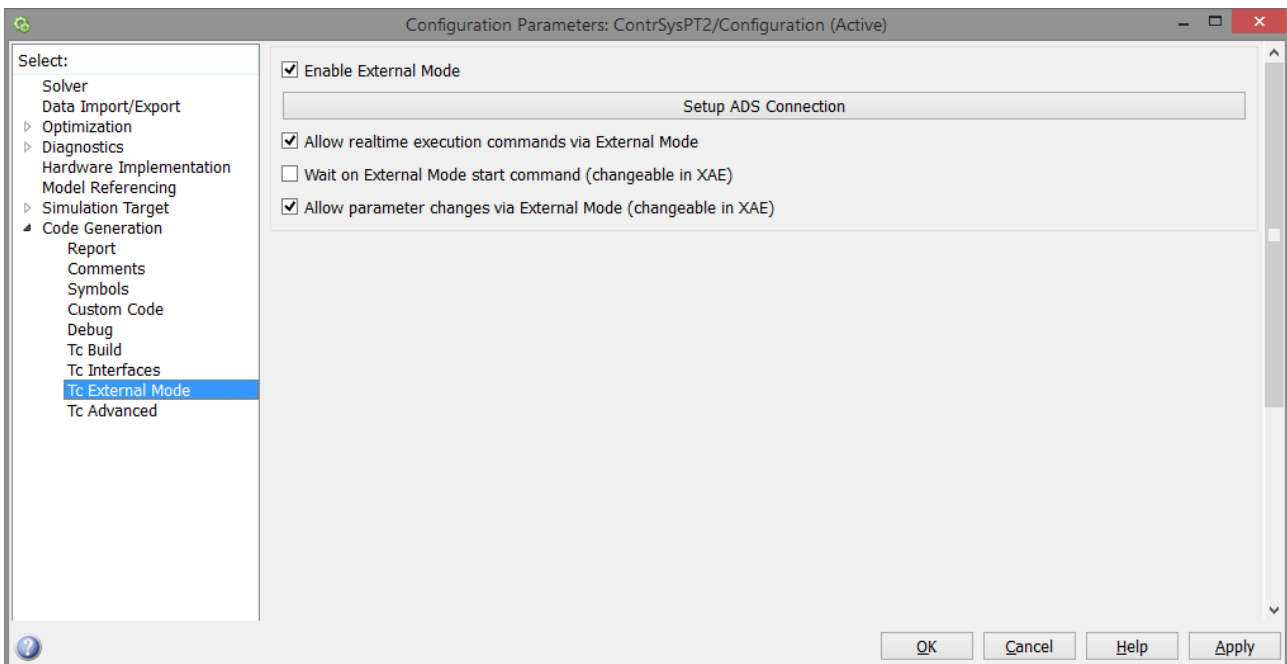 Configuration Parameters: ContrSysPT2/Configuration (Active)
Select:
Solver
Data Import/Export
Optimization
Diagnostics
Hardware Implementation
Model Referencing
Simulation Target
Code Generation
Report
Comments
Symbols
Custom Code
Debug
Tc Build
Tc Interfaces
Tc External Mode
Tc Advanced
Enable External Mode
Setup ADS Connection
Allow realtime execution commands via External Mode
Wait on External Mode start command (changeable in XAE)
Allow parameter changes via External Mode (changeable in XAE)
OK Cancel Help Apply